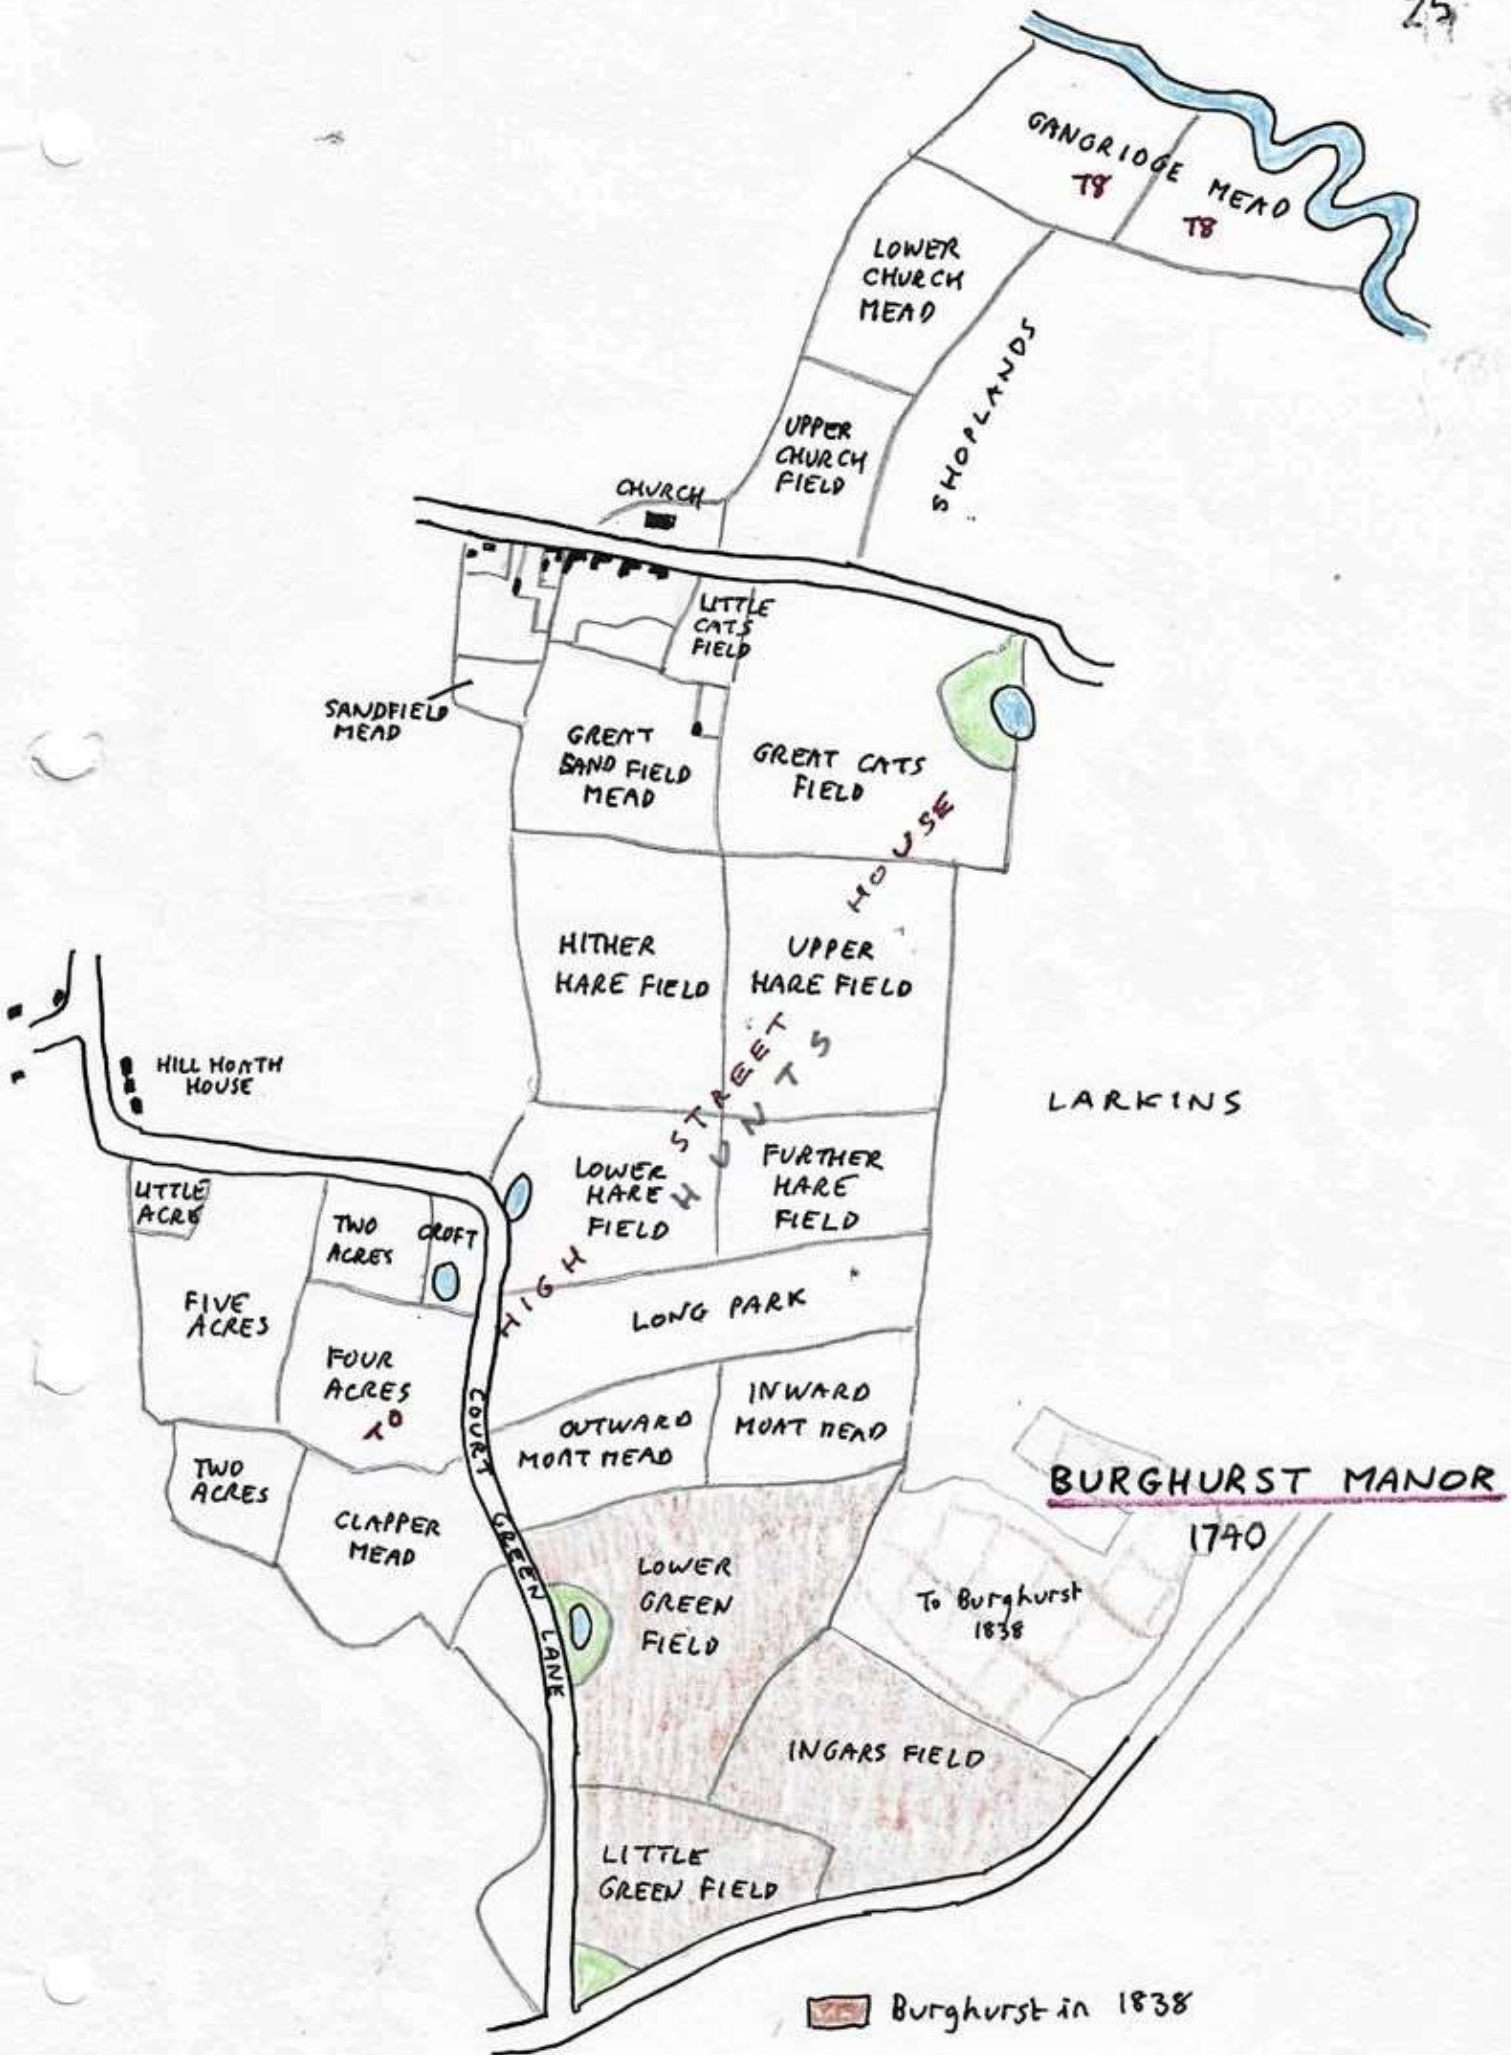 25
GANGRIDGE MEAD
T8
T8
LOWER
CHURCH
MEAD
SHOPLANDS
UPPER
CHURCH
FIELD
CHURCH
LITTLE
CATS
FIELD
SANDFIELD
MEAD
GREAT
SAND FIELD
MEAD
GREAT CATS
FIELD
HIGH STREET HOUSE
HUNTS
HITHER
HARE FIELD
UPPER
HARE FIELD
HILL HOATH
HOUSE
LARKINS
LOWER
HARE
FIELD
FURTHER
HARE
FIELD
LITTLE
ACRE
TWO
ACRES
CROFT
FIVE
ACRES
LONG PARK
FOUR
ACRES
INWARD
MOAT MEAD
OUTWARD
MOAT MEAD
COURT GREEN LANE
TWO
ACRES
CLAPPER
MEAD
BURGHURST MANOR
1740
LOWER
GREEN
FIELD
To Burghurst
1838
INGARS FIELD
LITTLE
GREEN FIELD
Burghurst in 1838